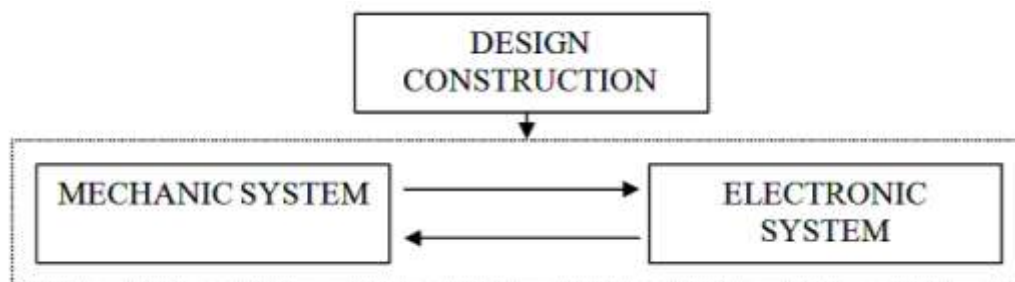 DESIGN
CONSTRUCTION
MECHANIC SYSTEM
ELECTRONIC
SYSTEM